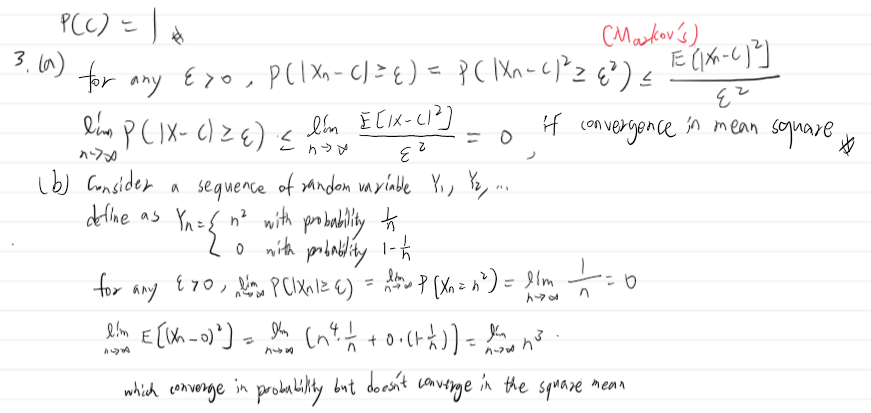 P(C) = 1 ⋆
(Markov's)
3. (a) for any ε > 0, P(|Xn - c| ≥ ε) = P(|Xn - c|² ≥ ε²) ≤ E[|Xn - c|²] / ε²
lim n→∞ P(|X - c| ≥ ε) ≤ lim n→∞ E[|X - c|²] / ε² = 0, if convergence in mean square ⋆
(b) Consider a sequence of random variable Y₁, Y₂, ...
define as Yn = { n² with probability 1/n
0 with probability 1 - 1/n
for any ε > 0, lim n→∞ P(|Xn| ≥ ε) = lim n→∞ P(Xn = n²) = lim n→∞ 1/n = 0
lim n→∞ E[(Xn - 0)²] = lim n→∞ (n⁴ · 1/n + 0 · (1 - 1/n)] = lim n→∞ n³.
which converge in probability but doesn't converge in the square mean